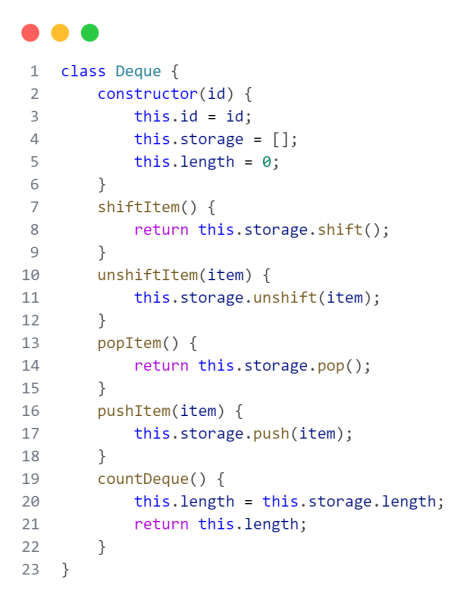 1 class Deque {
2     constructor(id) {
3         this.id = id;
4         this.storage = [];
5         this.length = 0;
6     }
7     shiftItem() {
8         return this.storage.shift();
9     }
10     unshiftItem(item) {
11         this.storage.unshift(item);
12     }
13     popItem() {
14         return this.storage.pop();
15     }
16     pushItem(item) {
17         this.storage.push(item);
18     }
19     countDeque() {
20         this.length = this.storage.length;
21         return this.length;
22     }
23 }